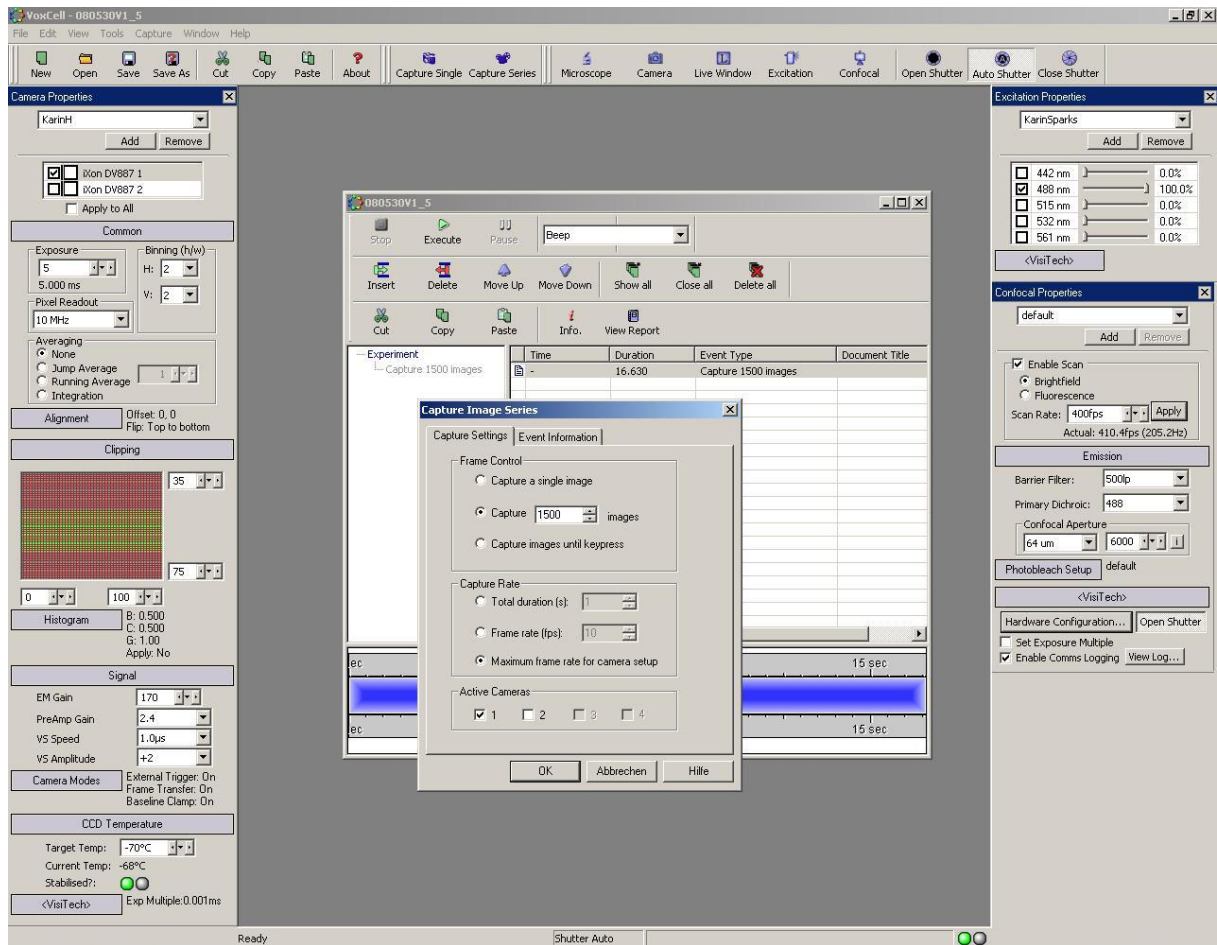 VoxCell - 080530V1_5
File Edit View Tools Capture Window Help
New Open Save Save As Cut Copy Paste About Capture Single Capture Series Microscope Camera Live Window Excitation Confocal Open Shutter Auto Shutter Close Shutter
Camera Properties
KarinH
Add Remove
iXon DV887 1
iXon DV887 2
Apply to All
Common
Exposure
5
5.000 ms
Binning (h/w)
H: 2
V: 2
Pixel Readout
10 MHz
Averaging
None
Jump Average
Running Average
Integration
1
Alignment
Offset: 0, 0
Flip: Top to bottom
Clipping
35
75
0
100
Histogram
B: 0.500
C: 0.500
G: 1.00
Apply: No
Signal
EM Gain 170
PreAmp Gain 2.4
VS Speed 1.0µs
VS Amplitude +2
Camera Modes
External Trigger: On
Frame Transfer: On
Baseline Clamp: On
CCD Temperature
Target Temp: -70°C
Current Temp: -68°C
Stabilised?:
<VisiTech>
Exp Multiple:0.001ms
080530V1_5
Stop Execute Pause Beep
Insert Delete Move Up Move Down Show all Close all Delete all
Cut Copy Paste Info. View Report
Experiment
Capture 1500 images
Time Duration Event Type Document Title
- 16.630 Capture 1500 images
Capture Image Series
Capture Settings Event Information
Frame Control
Capture a single image
Capture 1500 images
Capture images until keypress
Capture Rate
Total duration (s): 1
Frame rate (fps): 10
Maximum frame rate for camera setup
Active Cameras
1 2 3 4
OK Abbrechen Hilfe
ec 15 sec
ec 15 sec
Excitation Properties
KarinSparks
Add Remove
442 nm 0.0%
488 nm 100.0%
515 nm 0.0%
532 nm 0.0%
561 nm 0.0%
<VisiTech>
Confocal Properties
default
Add Remove
Enable Scan
Brightfield
Fluorescence
Scan Rate: 400fps Apply
Actual: 410.4fps (205.2Hz)
Emission
Barrier Filter: 500lp
Primary Dichroic: 488
Confocal Aperture
64 um 6000 i
Photobleach Setup default
<VisiTech>
Hardware Configuration... Open Shutter
Set Exposure Multiple
Enable Comms Logging View Log...
Ready Shutter Auto